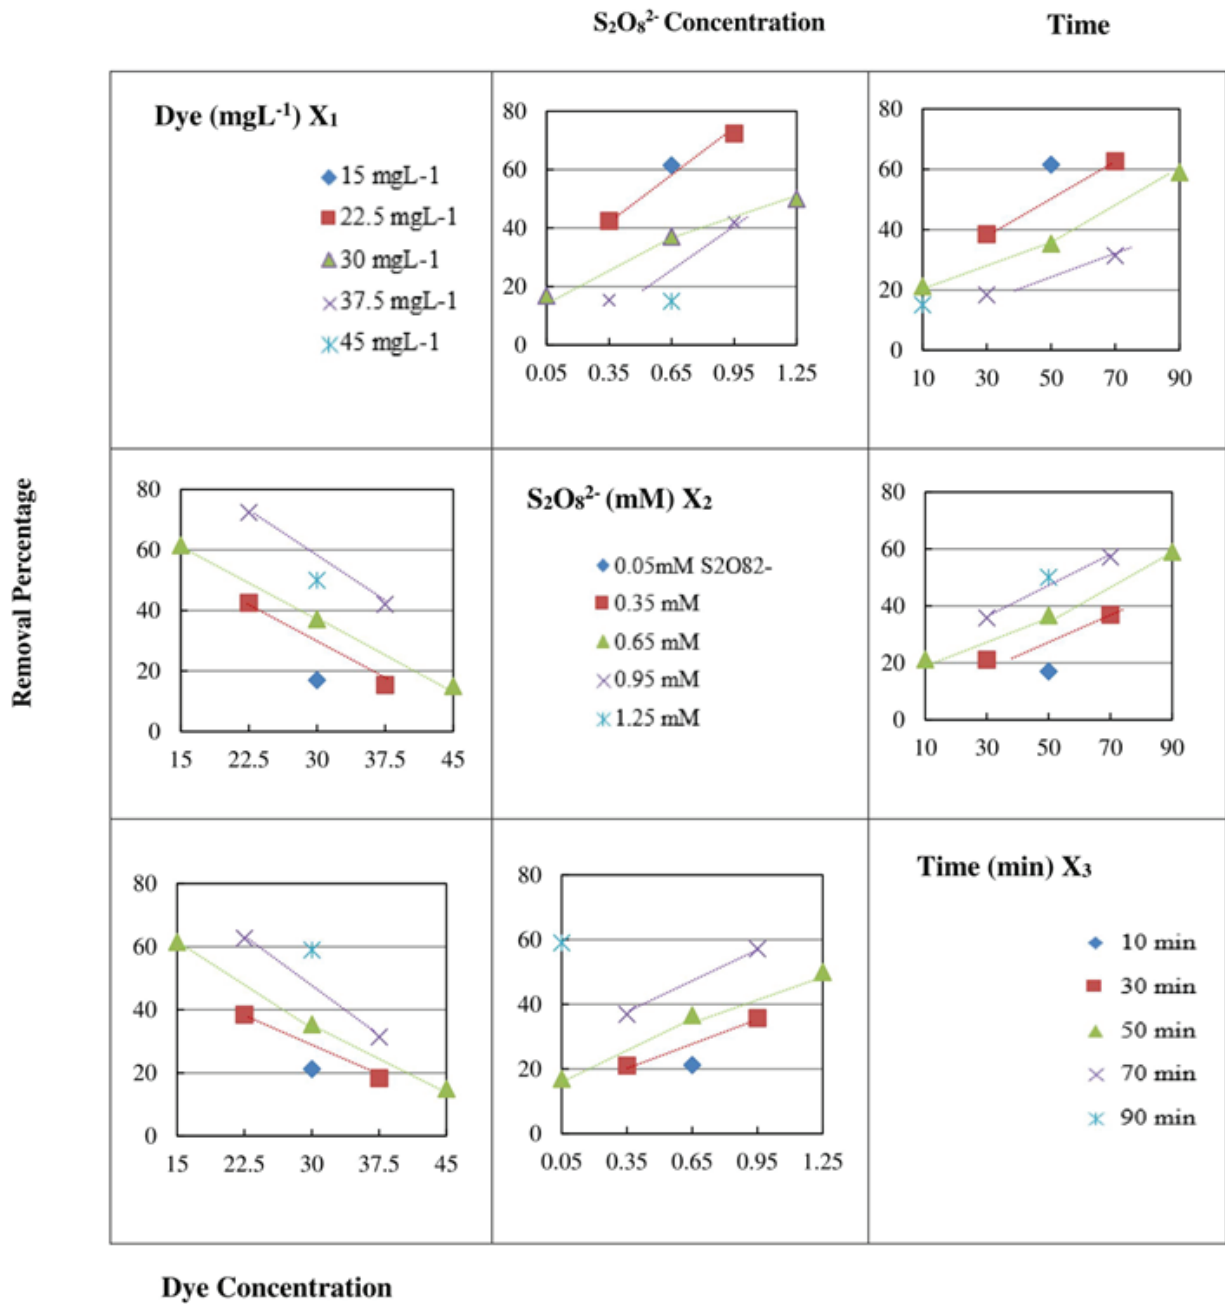 S₂O₈²⁻ Concentration
Time
Dye (mgL⁻¹) X₁
15 mgL-1
22.5 mgL-1
30 mgL-1
37.5 mgL-1
45 mgL-1
80
60
40
20
0
0.05 0.35 0.65 0.95 1.25
80
60
40
20
0
10 30 50 70 90
Removal Percentage
80
60
40
20
0
15 22.5 30 37.5 45
S₂O₈²⁻ (mM) X₂
0.05mM S2O82-
0.35 mM
0.65 mM
0.95 mM
1.25 mM
80
60
40
20
0
10 30 50 70 90
80
60
40
20
0
15 22.5 30 37.5 45
80
60
40
20
0
0.05 0.35 0.65 0.95 1.25
Time (min) X₃
10 min
30 min
50 min
70 min
90 min
Dye Concentration